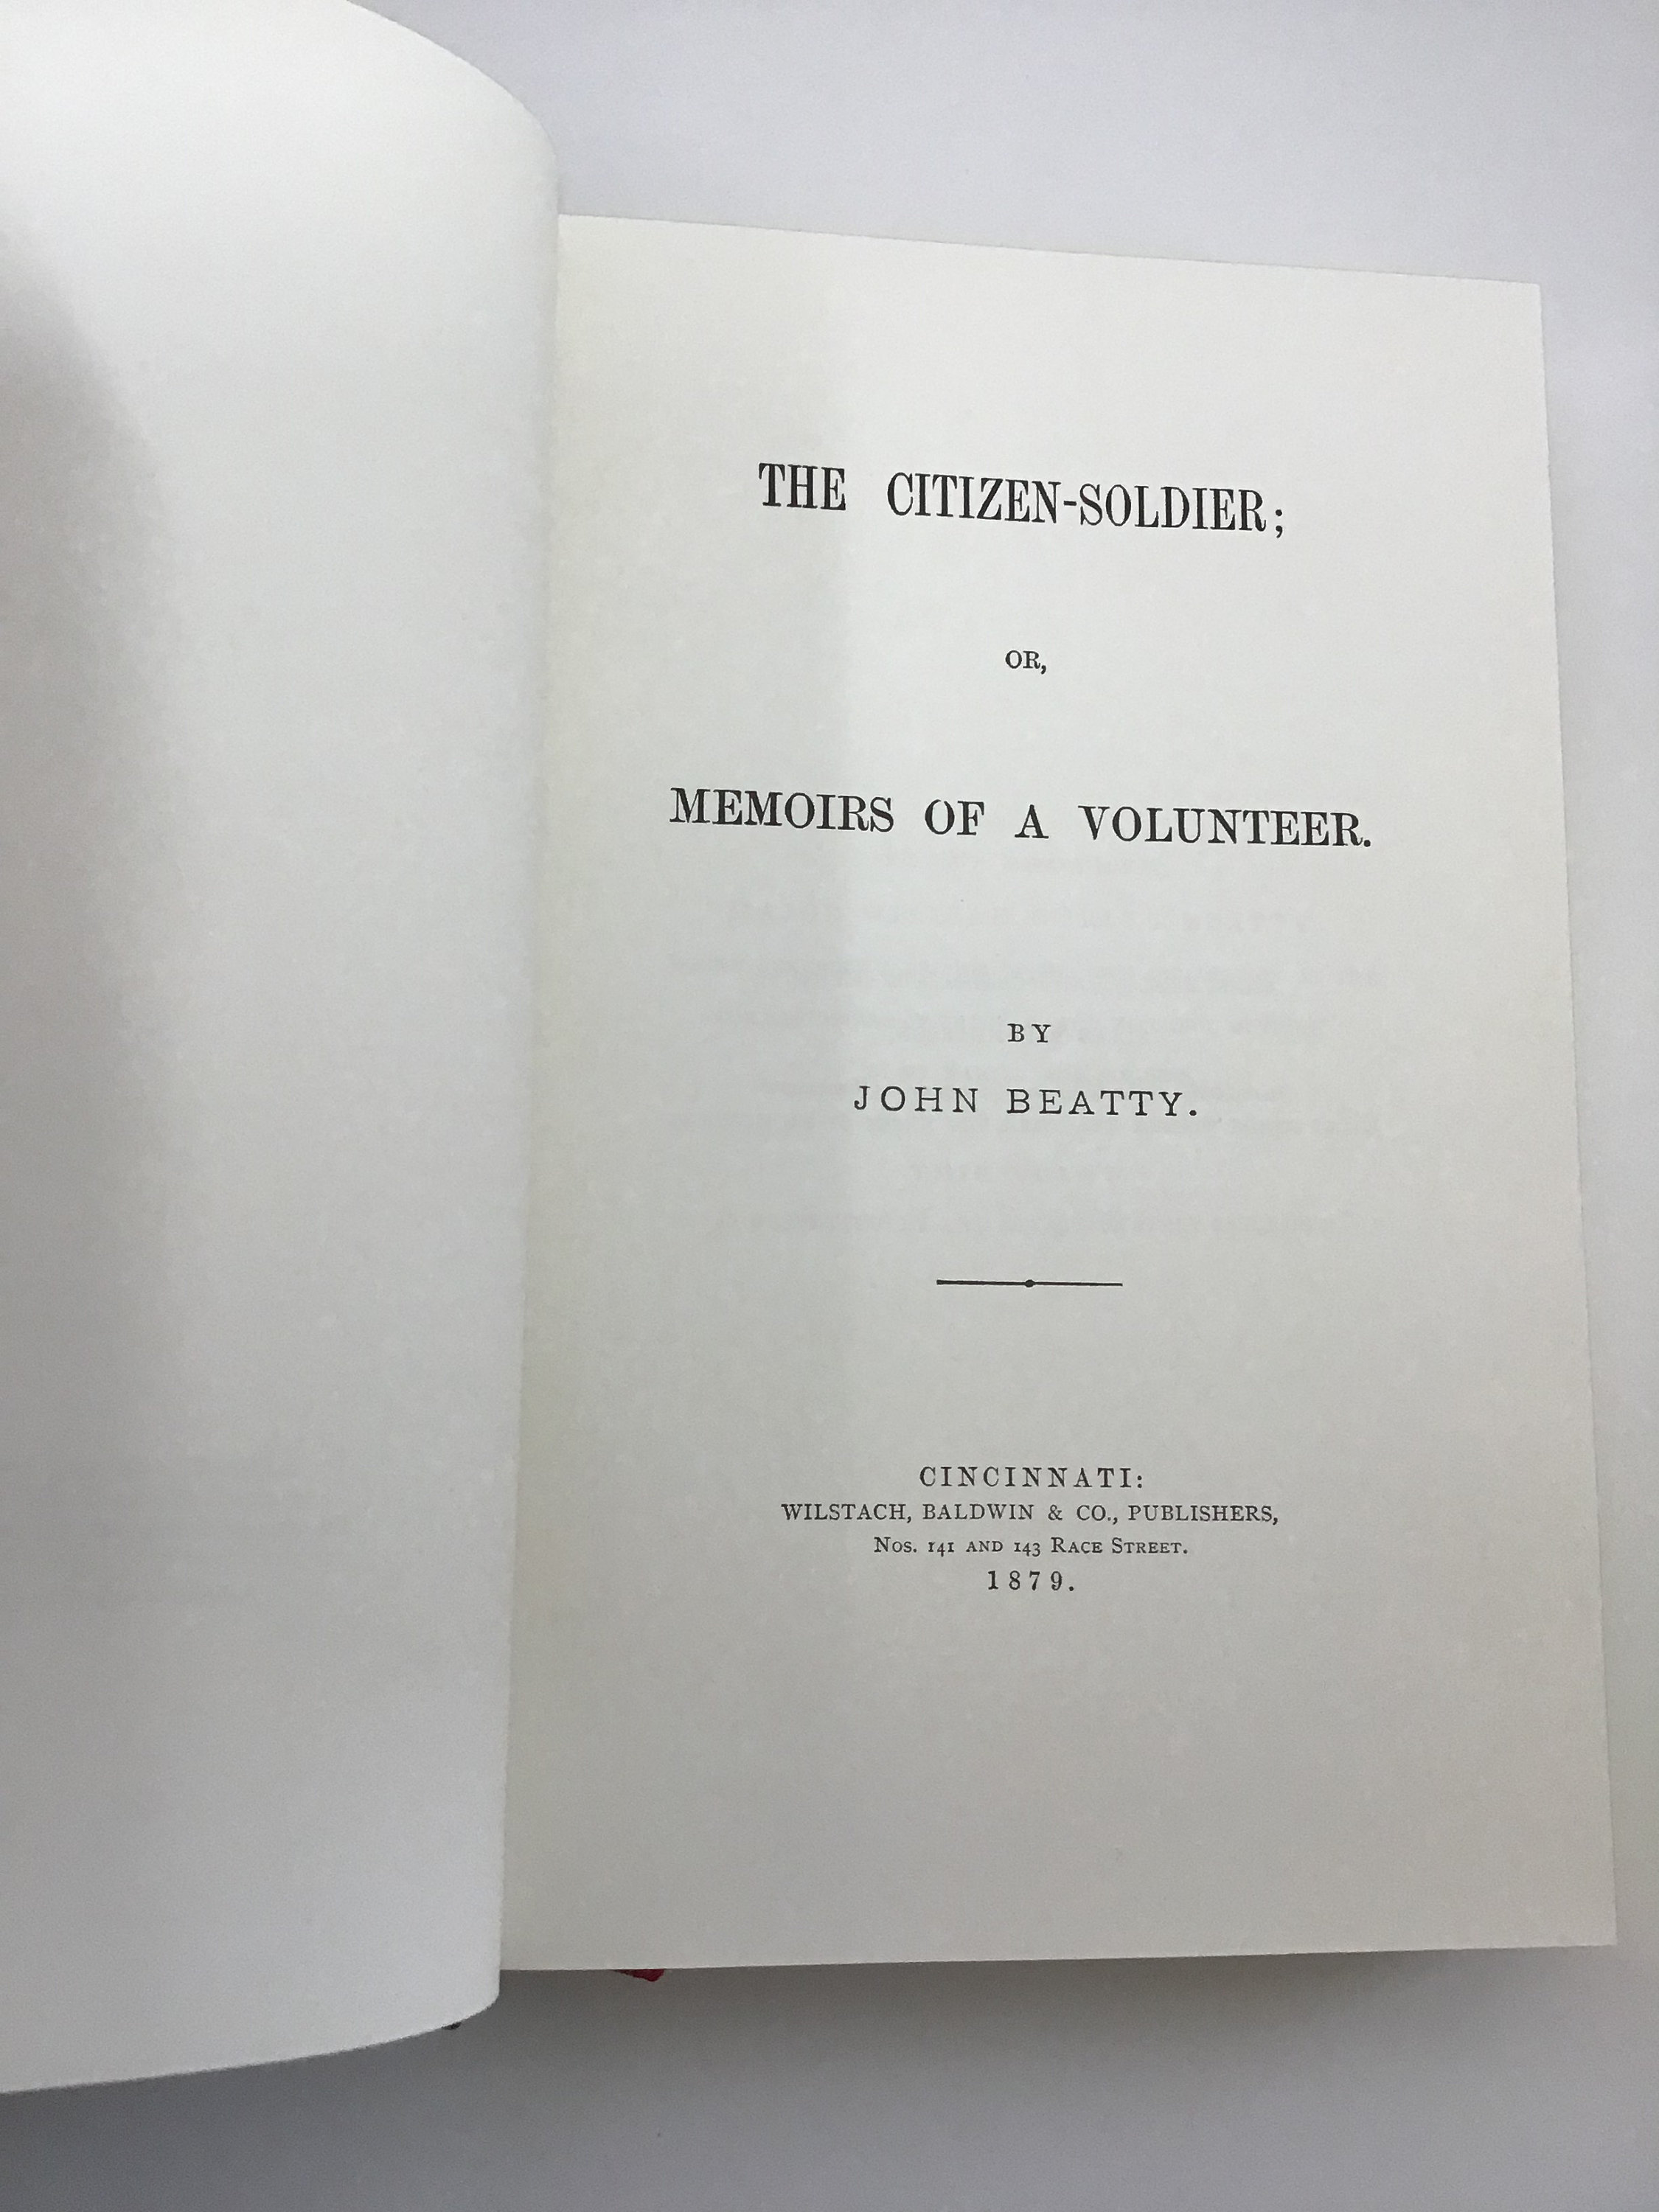 THE CITIZEN-SOLDIER;
OR,
MEMOIRS OF A VOLUNTEER.
BY
JOHN BEATTY.
CINCINNATI:
WILSTACH, BALDWIN & CO., PUBLISHERS,
Nos. 141 AND 143 RACE STREET.
1879.